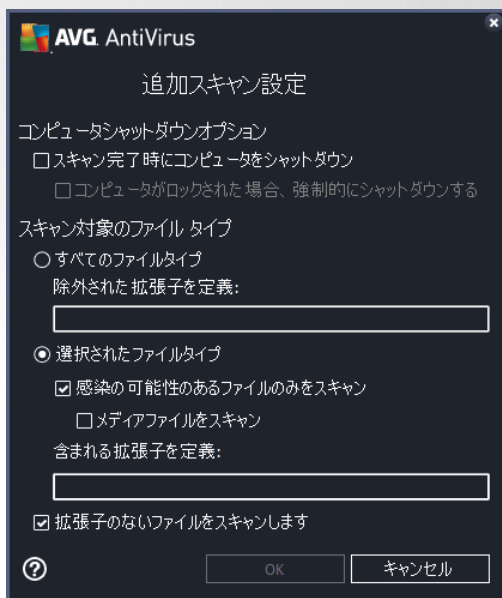 AVG AntiVirus
追加スキャン設定
コンピュータシャットダウンオプション
スキャン完了時にコンピュータをシャットダウン
コンピュータがロックされた場合、強制的にシャットダウンする
スキャン対象のファイル タイプ
すべてのファイルタイプ
除外された拡張子を定義:
選択されたファイルタイプ
感染の可能性のあるファイルのみをスキャン
メディアファイルをスキャン
含まれる拡張子を定義:
拡張子のないファイルをスキャンします
? OK キャンセル